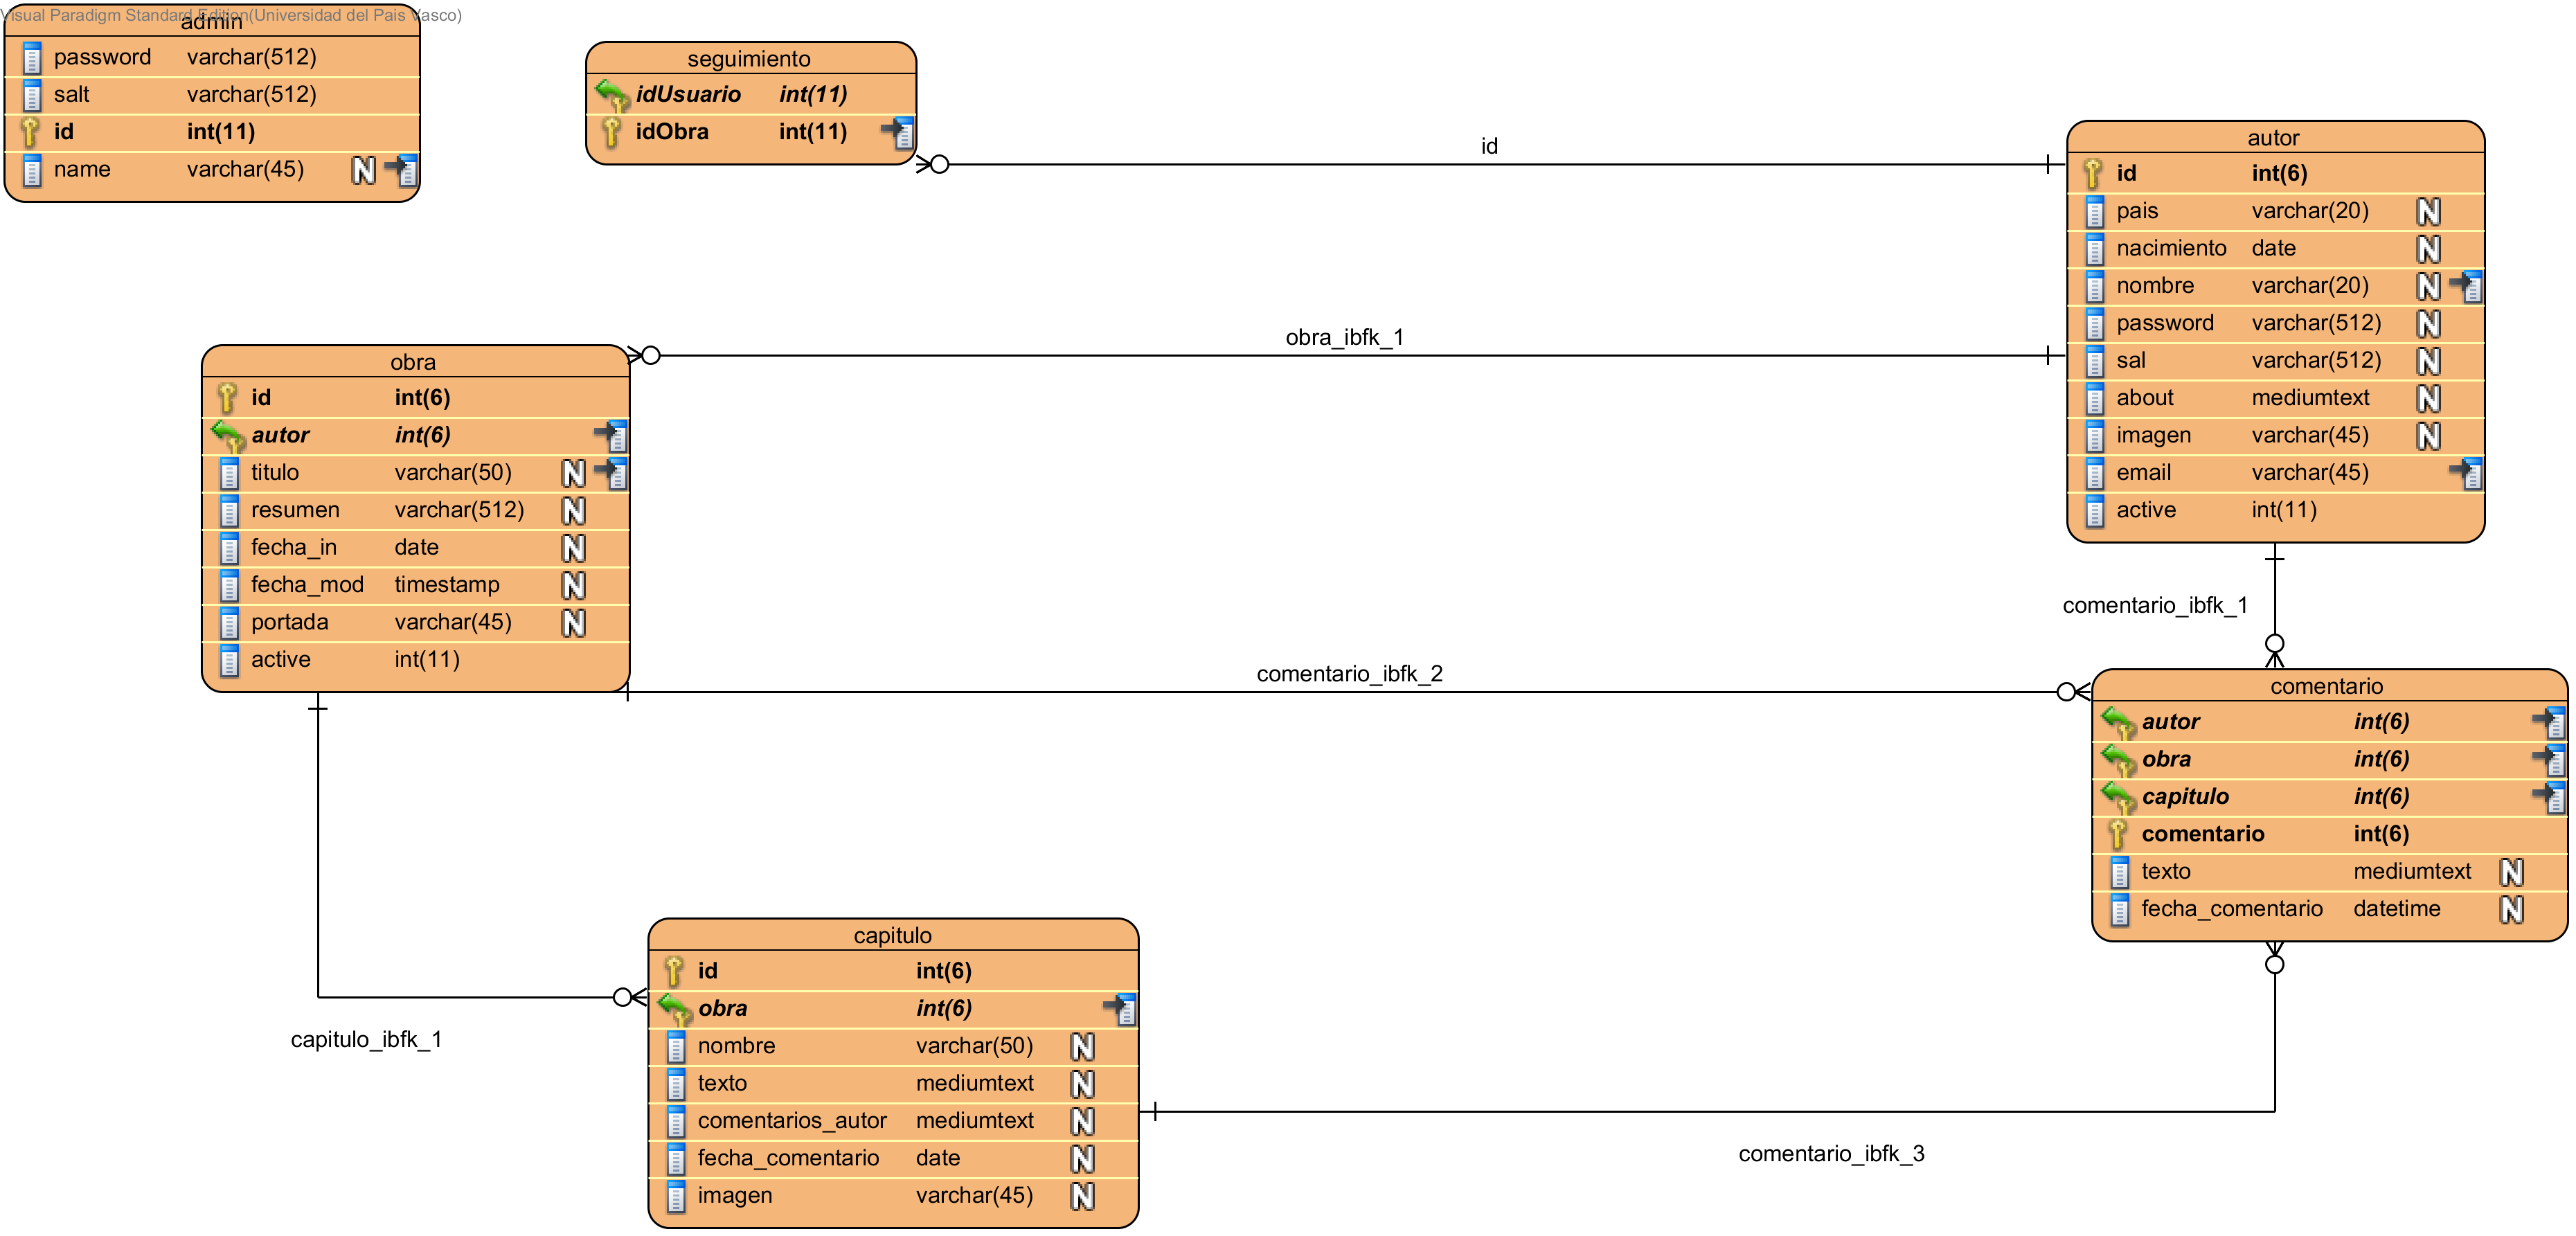 Visual Paradigm Standard Edition(Universidad del Pais Vasco)
admin
password varchar(512)
salt varchar(512)
id int(11)
name varchar(45) N
seguimiento
idUsuario int(11)
idObra int(11)
id
autor
id int(6)
pais varchar(20) N
nacimiento date N
nombre varchar(20) N
password varchar(512) N
sal varchar(512) N
about mediumtext N
imagen varchar(45) N
email varchar(45)
active int(11)
obra_ibfk_1
obra
id int(6)
autor int(6)
titulo varchar(50) N
resumen varchar(512) N
fecha_in date N
fecha_mod timestamp N
portada varchar(45) N
active int(11)
comentario_ibfk_1
comentario_ibfk_2
comentario
autor int(6)
obra int(6)
capitulo int(6)
comentario int(6)
texto mediumtext N
fecha_comentario datetime N
capitulo_ibfk_1
capitulo
id int(6)
obra int(6)
nombre varchar(50) N
texto mediumtext N
comentarios_autor mediumtext N
fecha_comentario date N
imagen varchar(45) N
comentario_ibfk_3